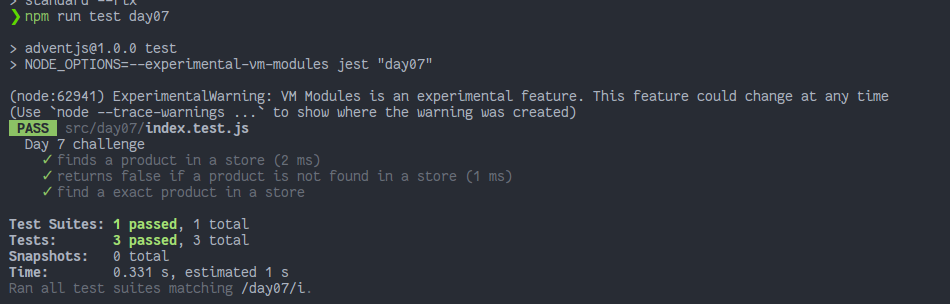 > standard --fix
❯ npm run test day07
> adventjs@1.0.0 test
> NODE_OPTIONS=--experimental-vm-modules jest "day07"
(node:62941) ExperimentalWarning: VM Modules is an experimental feature. This feature could change at any time
(Use `node --trace-warnings ...` to show where the warning was created)
PASS src/day07/index.test.js
Day 7 challenge
✓ finds a product in a store (2 ms)
✓ returns false if a product is not found in a store (1 ms)
✓ find a exact product in a store
Test Suites: 1 passed, 1 total
Tests: 3 passed, 3 total
Snapshots: 0 total
Time: 0.331 s, estimated 1 s
Ran all test suites matching /day07/i.